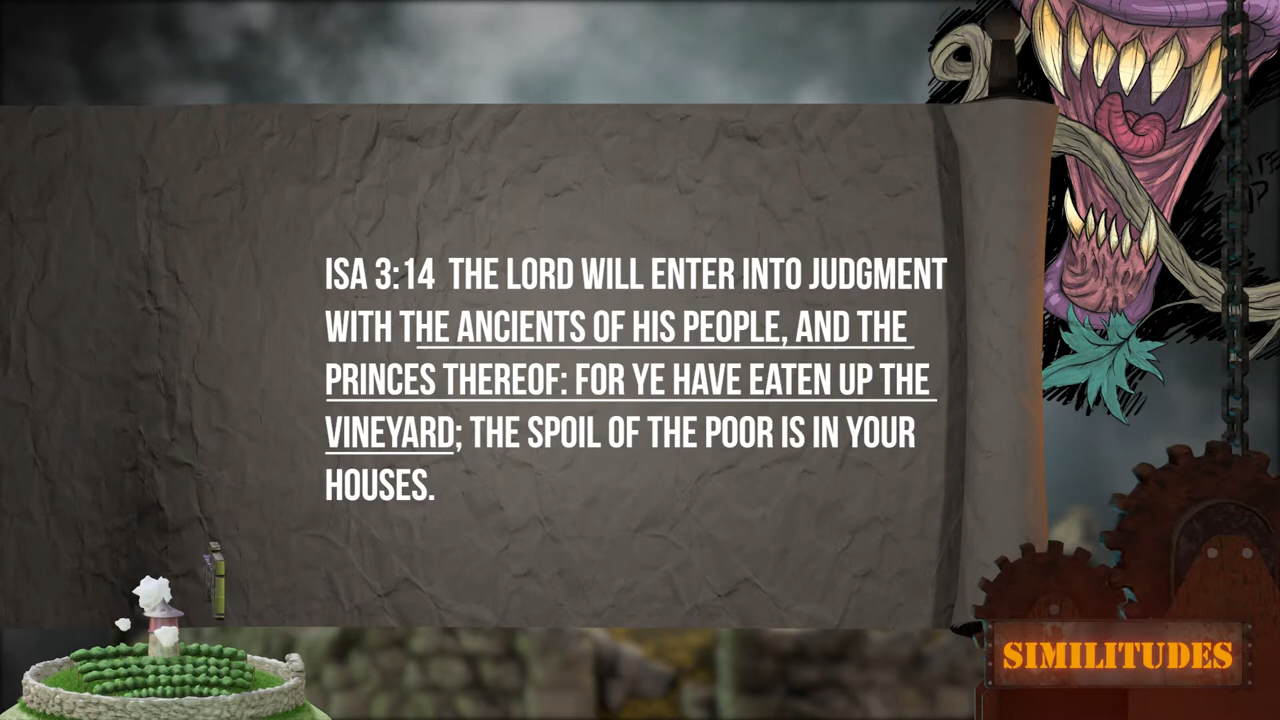 ISA 3:14 THE LORD WILL ENTER INTO JUDGMENT
WITH THE ANCIENTS OF HIS PEOPLE, AND THE
PRINCES THEREOF: FOR YE HAVE EATEN UP THE
VINEYARD; THE SPOIL OF THE POOR IS IN YOUR
HOUSES.
SIMILITUDES